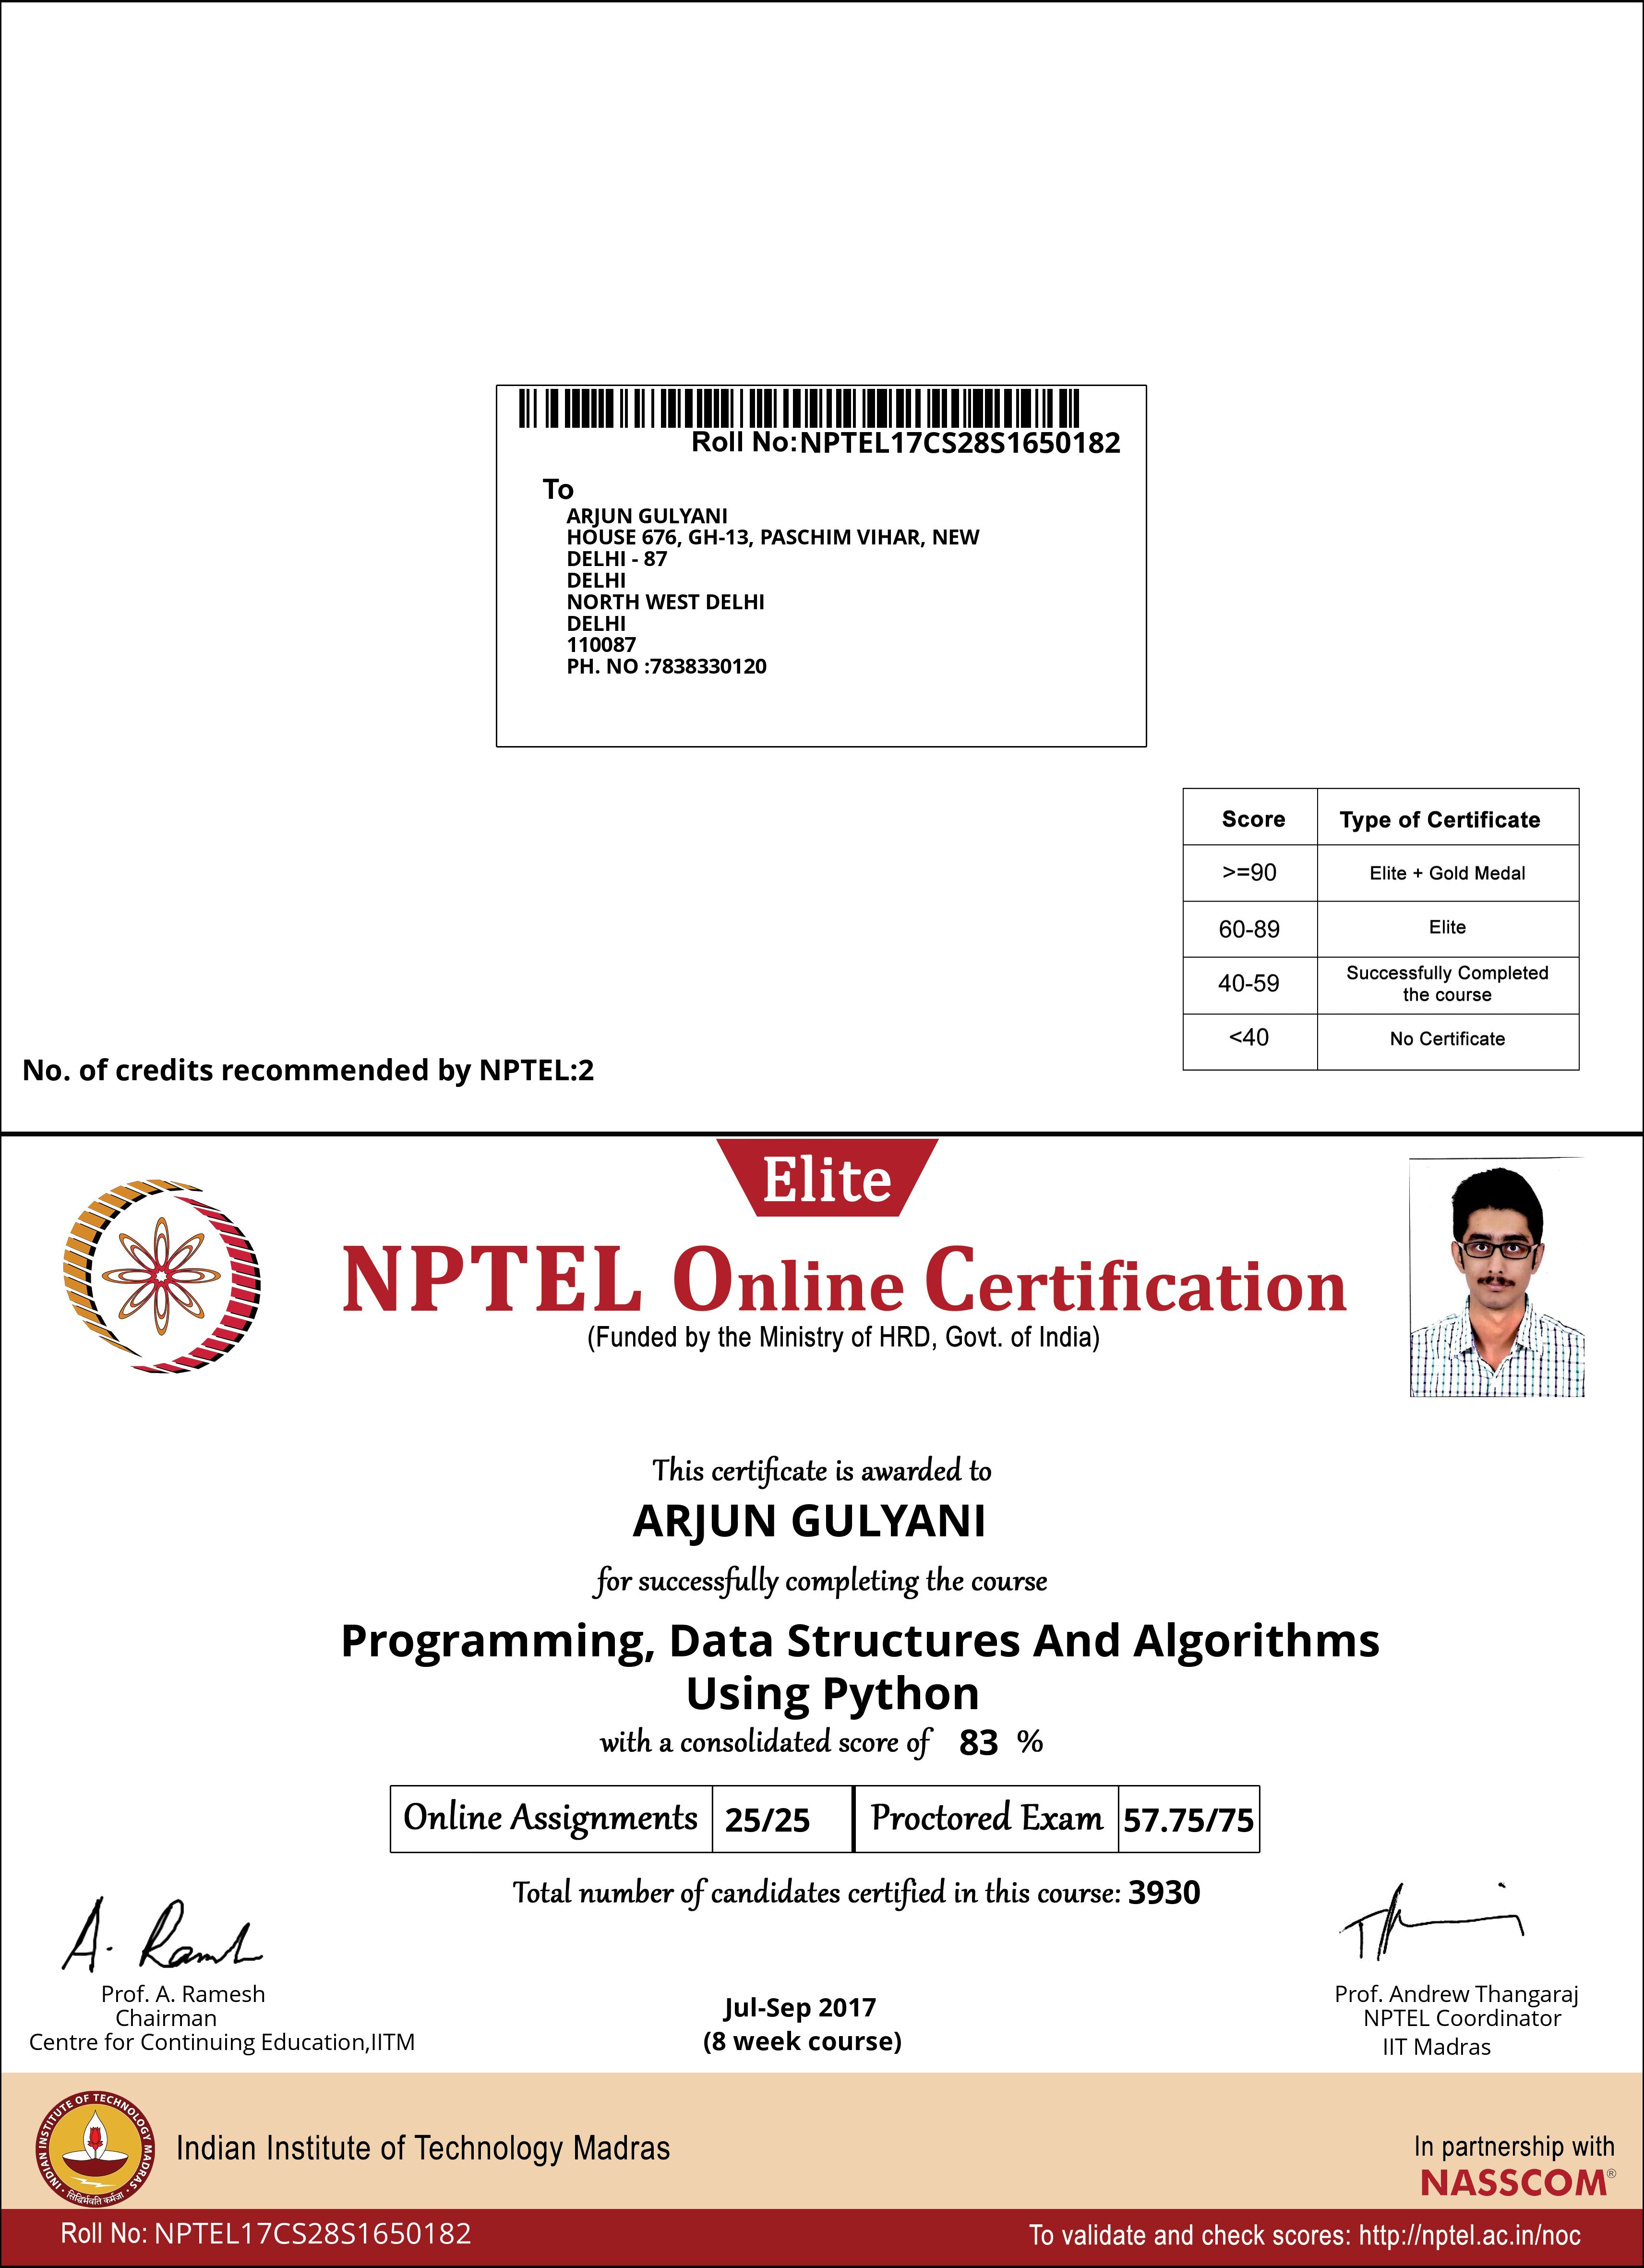 Roll No:NPTEL17CS28S1650182
To
ARJUN GULYANI
HOUSE 676, GH-13, PASCHIM VIHAR, NEW
DELHI - 87
DELHI
NORTH WEST DELHI
DELHI
110087
PH. NO :7838330120
Score Type of Certificate
>=90 Elite + Gold Medal
60-89 Elite
40-59 Successfully Completed
the course
<40 No Certificate
No. of credits recommended by NPTEL:2
Elite
NPTEL Online Certification
(Funded by the Ministry of HRD, Govt. of India)
This certificate is awarded to
ARJUN GULYANI
for successfully completing the course
Programming, Data Structures And Algorithms
Using Python
with a consolidated score of 83 %
Online Assignments 25/25 Proctored Exam 57.75/75
Total number of candidates certified in this course: 3930
A. Ramesh
Prof. A. Ramesh
Chairman
Centre for Continuing Education,IITM
Jul-Sep 2017
(8 week course)
Prof. Andrew Thangaraj
NPTEL Coordinator
IIT Madras
INDIAN INSTITUTE OF TECHNOLOGY MADRAS
सिद्धिर्भवति कर्मजा
Indian Institute of Technology Madras
In partnership with
NASSCOM®
Roll No: NPTEL17CS28S1650182
To validate and check scores: http://nptel.ac.in/noc